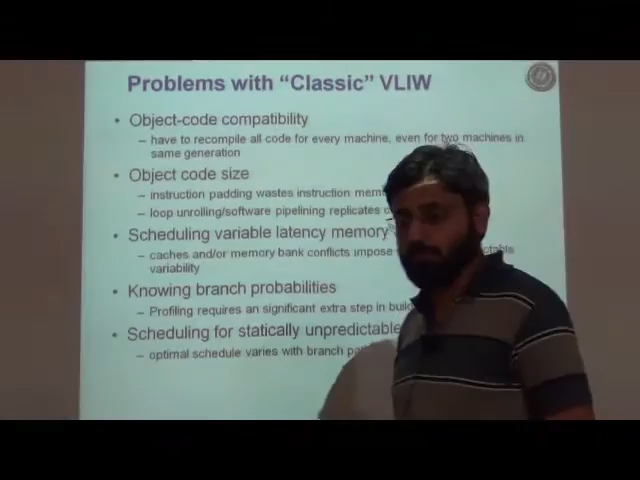 Problems with “Classic” VLIW
• Object-code compatibility
– have to recompile all code for every machine, even for two machines in
same generation
• Object code size
– instruction padding wastes instruction
– loop unrolling/software pipelining replicates
• Scheduling variable latency memory
– caches and/or memory bank conflicts impose
variability
• Knowing branch probabilities
– Profiling requires an significant extra step in
• Scheduling for statically unpredictable
– optimal schedule varies with branch